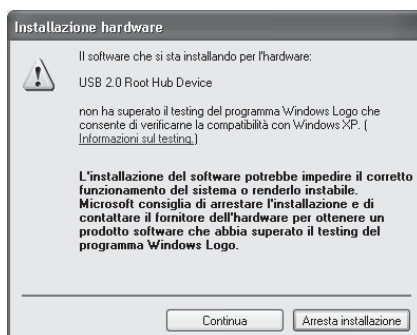 Installazione hardware
Il software che si sta installando per l'hardware:
USB 2.0 Root Hub Device
non ha superato il testing del programma Windows Logo che
consente di verificarne la compatibilità con Windows XP. (
Informazioni sul testing.)
L'installazione del software potrebbe impedire il corretto
funzionamento del sistema o renderlo instabile.
Microsoft consiglia di arrestare l'installazione e di
contattare il fornitore dell'hardware per ottenere un
prodotto software che abbia superato il testing del
programma Windows Logo.
Continua
Arresta installazione